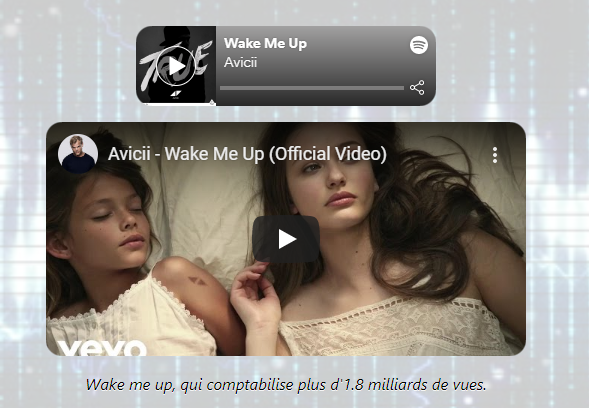 Wake Me Up
Avicii
TRUE
Avicii - Wake Me Up (Official Video)
vevo
Wake me up, qui comptabilise plus d'1.8 milliards de vues.